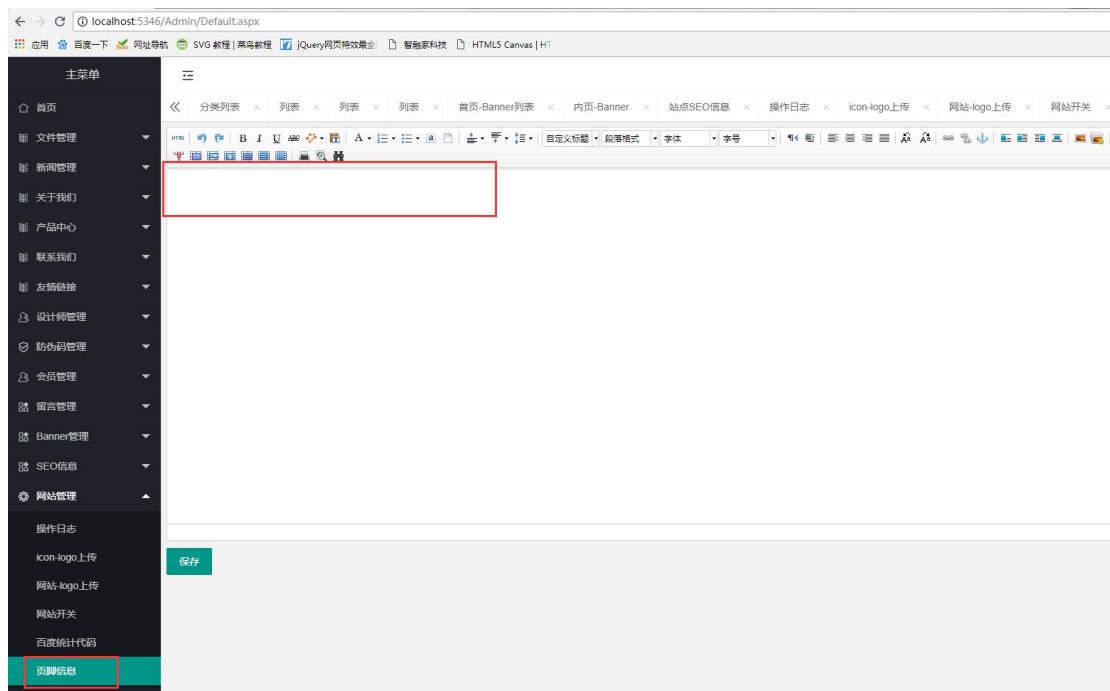 localhost:5346/Admin/Default.aspx
应用 百度一下 网址导航 SVG 教程 | 菜鸟教程 jQuery网页特效最全 智融家科技 HTML5 Canvas | HT
主菜单
首页
分类列表 × 列表 × 列表 × 列表 × 首页-Banner列表 × 内页-Banner × 站点SEO信息 × 操作日志 × icon-logo上传 × 网站-logo上传 × 网站开关 ×
文件管理
HTML B I U ABC A 自定义标题 段落格式 字体 字号
新闻管理
关于我们
产品中心
联系我们
友情链接
设计师管理
防伪码管理
会员管理
留言管理
Banner管理
SEO信息
网站管理
操作日志
icon-logo上传
保存
网站-logo上传
网站开关
百度统计代码
页脚信息